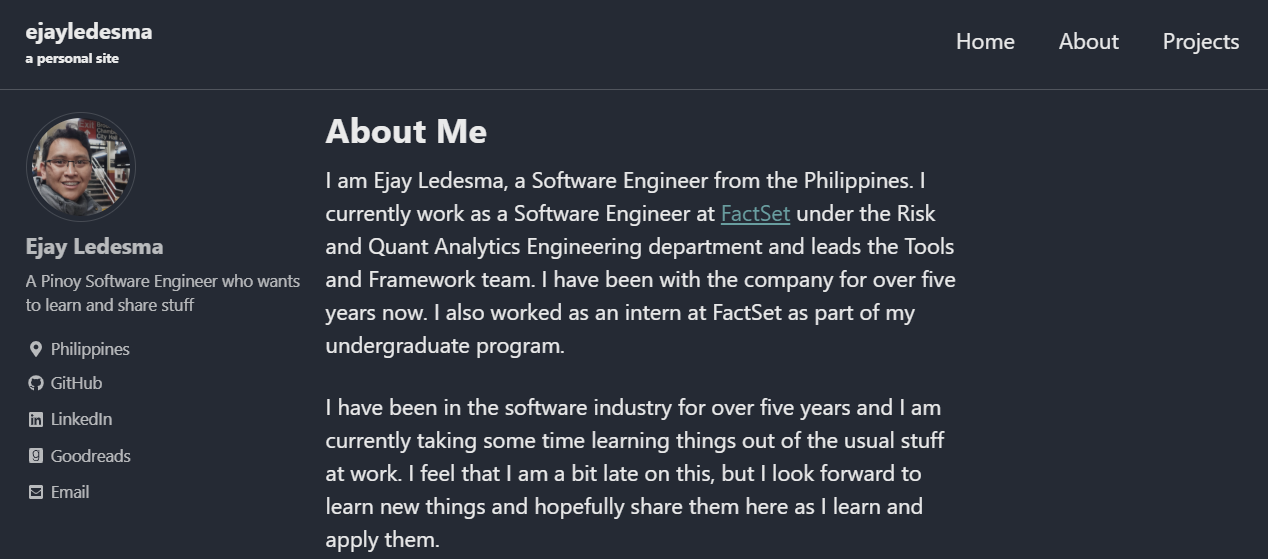 ejayledesma
a personal site
Home
About
Projects
Ejay Ledesma
A Pinoy Software Engineer who wants
to learn and share stuff
Philippines
GitHub
LinkedIn
Goodreads
Email
About Me
I am Ejay Ledesma, a Software Engineer from the Philippines. I
currently work as a Software Engineer at FactSet under the Risk
and Quant Analytics Engineering department and leads the Tools
and Framework team. I have been with the company for over five
years now. I also worked as an intern at FactSet as part of my
undergraduate program.
I have been in the software industry for over five years and I am
currently taking some time learning things out of the usual stuff
at work. I feel that I am a bit late on this, but I look forward to
learn new things and hopefully share them here as I learn and
apply them.